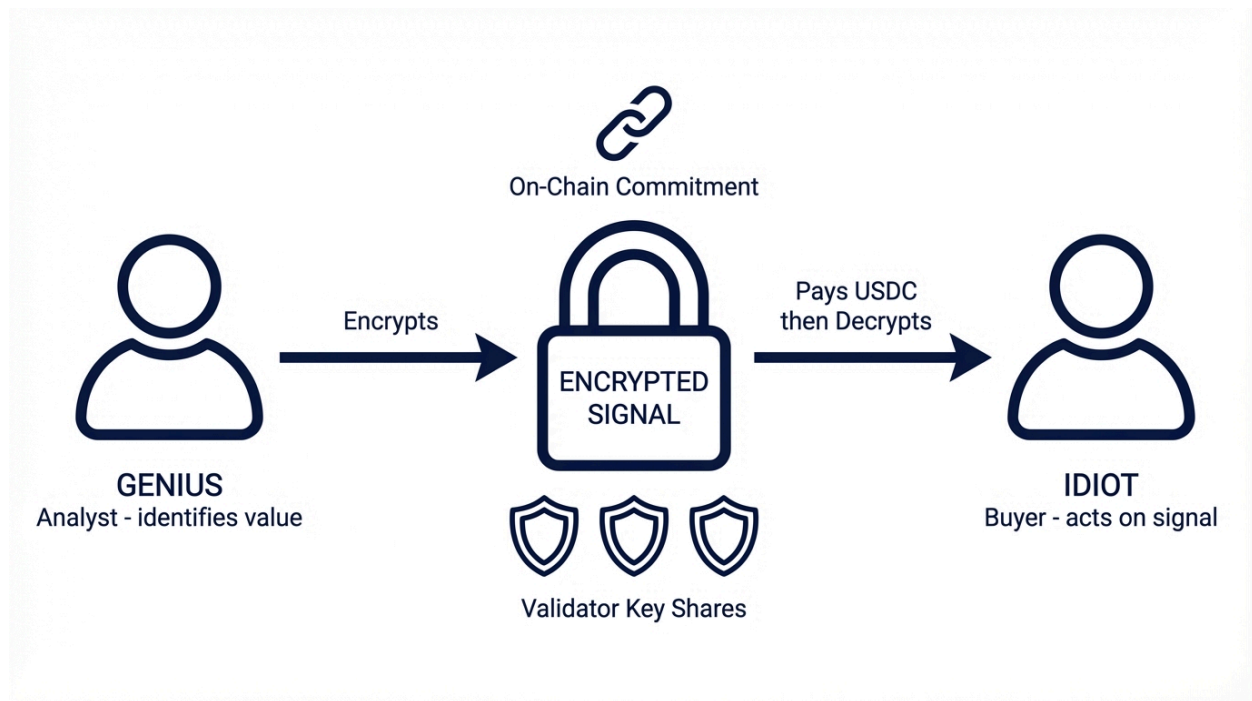 On-Chain Commitment
Encrypts
Pays USDC
then Decrypts
ENCRYPTED
SIGNAL
GENIUS
Analyst - identifies value
IDIOT
Buyer - acts on signal
Validator Key Shares